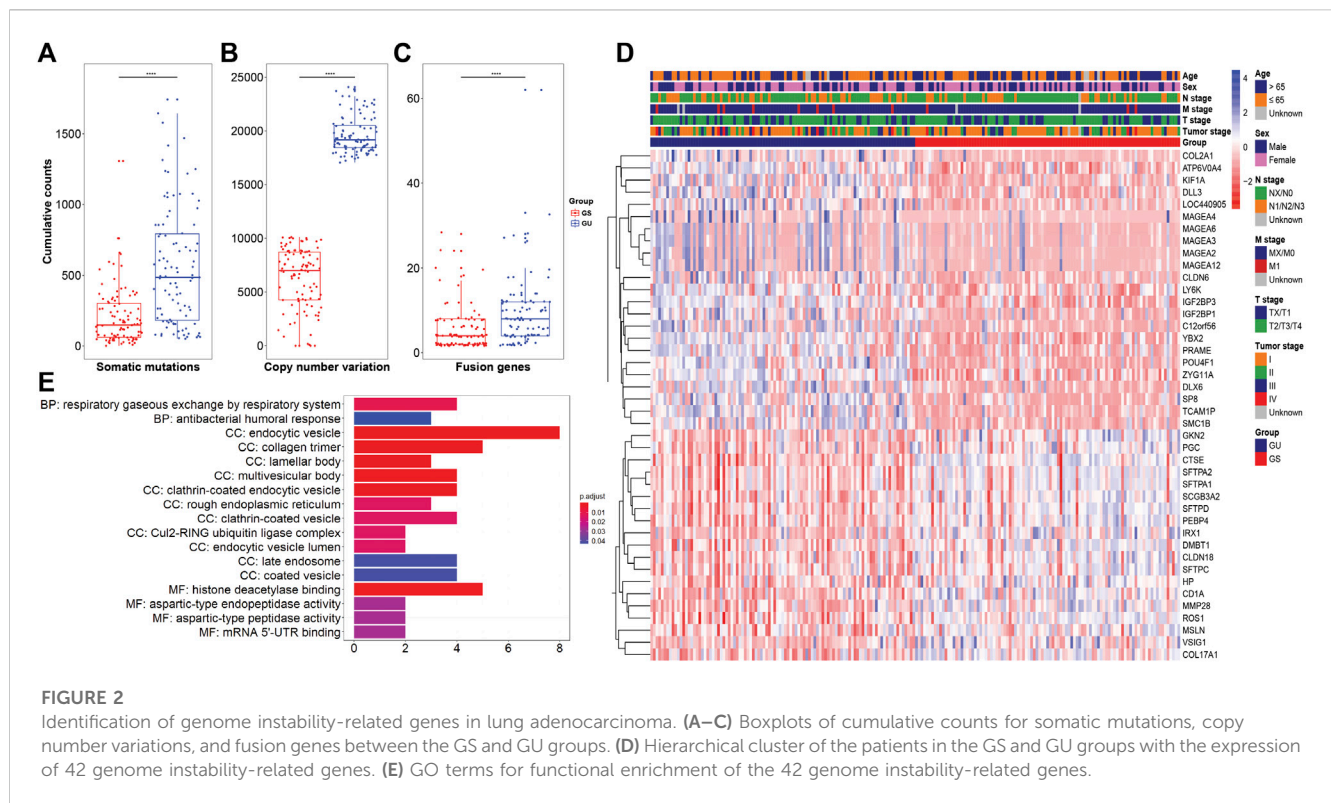 A
B
C
D
****
****
****
Cumulative counts
1500
1000
500
0
Somatic mutations
25000
20000
15000
10000
5000
0
Copy number variation
60
40
20
0
Fusion genes
Group
GS
GU
Age
Sex
N stage
M stage
T stage
Tumor stage
Group
COL2A1
ATP6V0A4
KIF1A
DLL3
LOC440905
MAGEA4
MAGEA6
MAGEA3
MAGEA2
MAGEA12
CLDN6
LY6K
IGF2BP3
IGF2BP1
C12orf56
YBX2
PRAME
POU4F1
ZYG11A
DLX6
SP8
TCAM1P
SMC1B
GKN2
PGC
CTSE
SFTPA2
SFTPA1
SCGB3A2
SFTPD
PEBP4
IRX1
DMBT1
CLDN18
SFTPC
HP
CD1A
MMP28
ROS1
MSLN
VSIG1
COL17A1
4
2
0
−2
Age
> 65
≤ 65
Unknown
Sex
Male
Female
N stage
NX/N0
N1/N2/N3
Unknown
M stage
MX/M0
M1
Unknown
T stage
TX/T1
T2/T3/T4
Tumor stage
I
II
III
IV
Unknown
Group
GU
GS
E
BP: respiratory gaseous exchange by respiratory system
BP: antibacterial humoral response
CC: endocytic vesicle
CC: collagen trimer
CC: lamellar body
CC: multivesicular body
CC: clathrin-coated endocytic vesicle
CC: rough endoplasmic reticulum
CC: clathrin-coated vesicle
CC: Cul2-RING ubiquitin ligase complex
CC: endocytic vesicle lumen
CC: late endosome
CC: coated vesicle
MF: histone deacetylase binding
MF: aspartic-type endopeptidase activity
MF: aspartic-type peptidase activity
MF: mRNA 5'-UTR binding
0 2 4 6 8
p.adjust
0.01
0.02
0.03
0.04
FIGURE 2
Identification of genome instability-related genes in lung adenocarcinoma. (A–C) Boxplots of cumulative counts for somatic mutations, copy
number variations, and fusion genes between the GS and GU groups. (D) Hierarchical cluster of the patients in the GS and GU groups with the expression
of 42 genome instability-related genes. (E) GO terms for functional enrichment of the 42 genome instability-related genes.